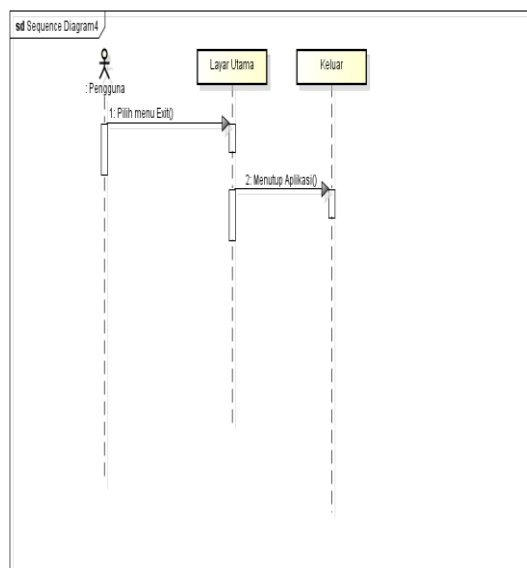 sd Sequence Diagram4
: Pengguna
Layar Utama
Keluar
1: Pilih menu Exit()
2: Menutup Aplikasi()